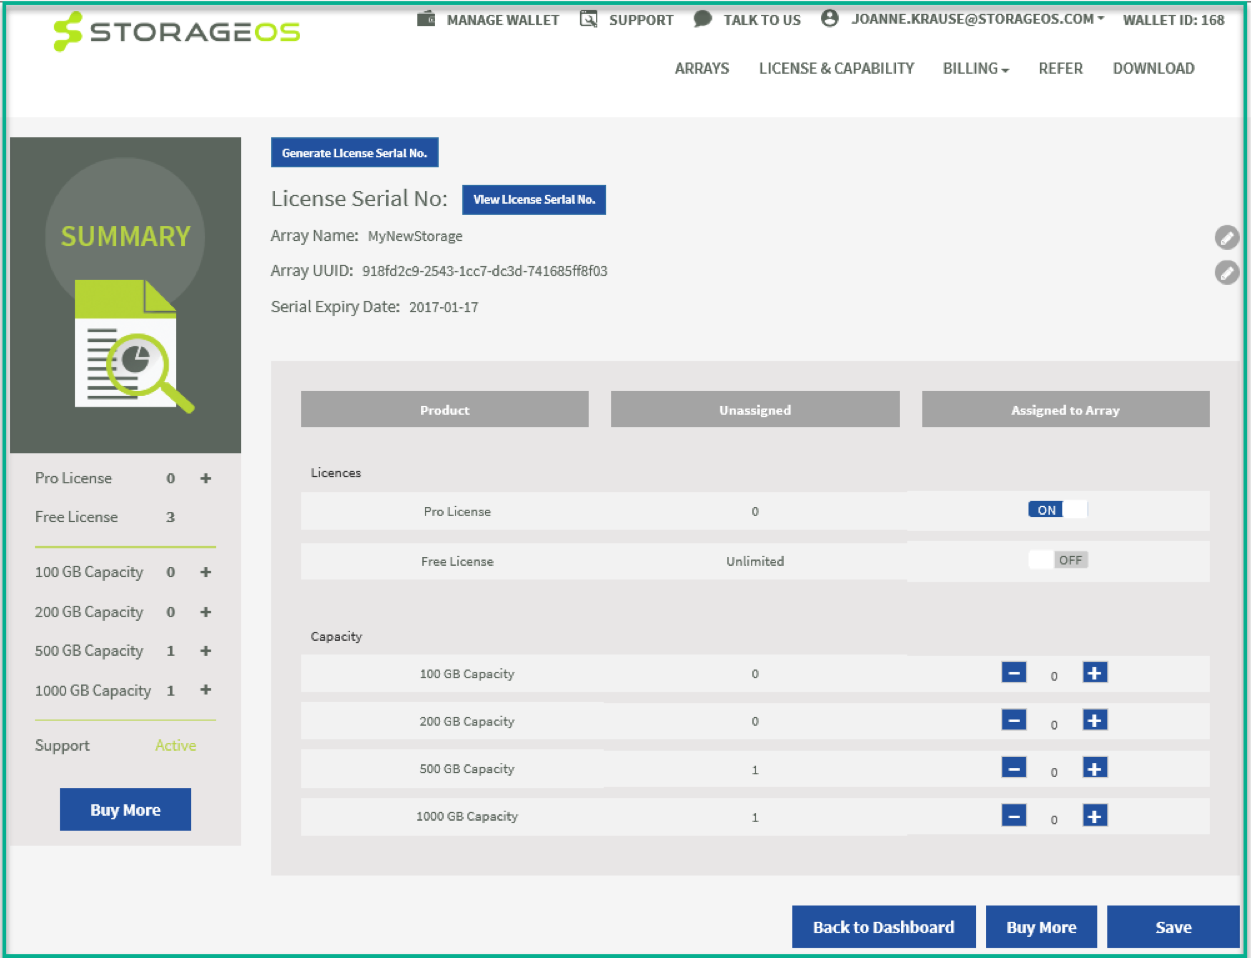 STORAGEOS
MANAGE WALLET SUPPORT TALK TO US JOANNE.KRAUSE@STORAGEOS.COM WALLET ID: 168
ARRAYS LICENSE & CAPABILITY BILLING REFER DOWNLOAD
SUMMARY
Pro License 0 +
Free License 3
100 GB Capacity 0 +
200 GB Capacity 0 +
500 GB Capacity 1 +
1000 GB Capacity 1 +
Support Active
Buy More
Generate License Serial No.
License Serial No: View License Serial No.
Array Name: MyNewStorage
Array UUID: 918fd2c9-2543-1cc7-dc3d-741685ff8f03
Serial Expiry Date: 2017-01-17
Product Unassigned Assigned to Array
Licences
Pro License 0 ON
Free License Unlimited OFF
Capacity
100 GB Capacity 0 − 0 +
200 GB Capacity 0 − 0 +
500 GB Capacity 1 − 0 +
1000 GB Capacity 1 − 0 +
Back to Dashboard Buy More Save